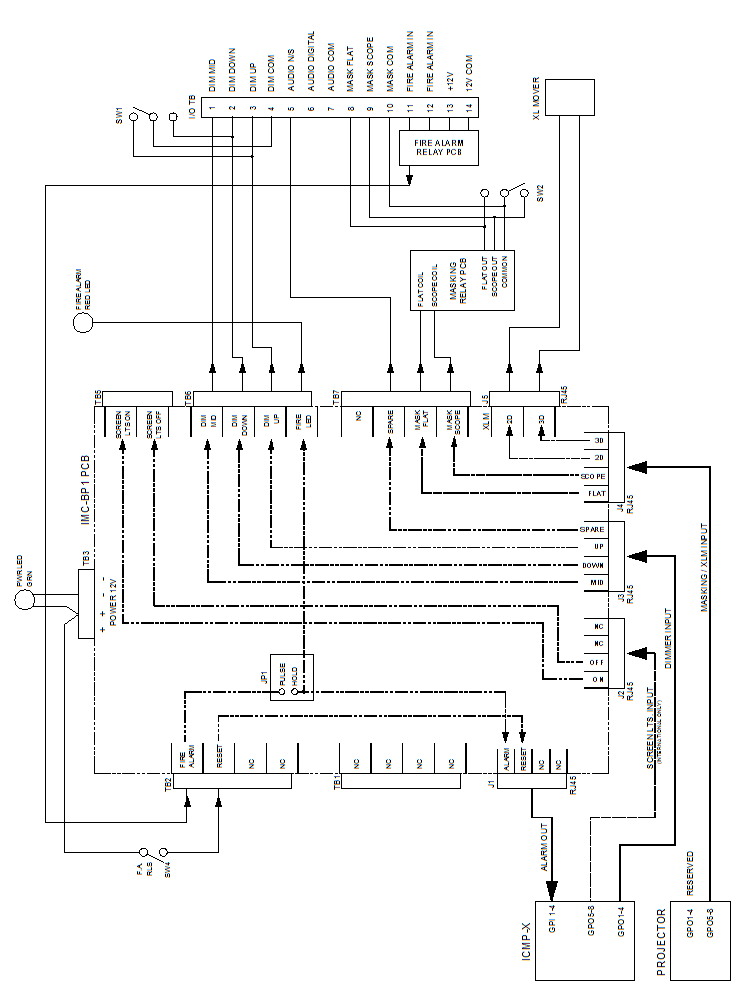 I/O TB
1 DIM MID
2 DIM DOWN
3 DIM UP
4 DIM COM
5 AUDIO N/S
6 AUDIO DIGITAL
7 AUDIO COM
8 MASK FLAT
9 MASK SCOPE
10 MASK COM
11 FIRE ALARM IN
12 FIRE ALARM IN
13 +12V
14 12V COM
SW1
FIRE ALARM
RELAY PCB
XL MOVER
SW2
FIRE ALARM
RED LED
FLAT COIL
SCOPE COIL
MASKING
RELAY PCB
FLAT OUT
SCOPE OUT
COMMON
TB5
TB6
TB7
J5
RJ45
SCREEN
LTS ON
SCREEN
LTS OFF
DIM
MID
DIM
DOWN
DIM
UP
FIRE
LED
NC
SPARE
MASK
FLAT
MASK
SCOPE
XLM
2D
3D
IMC-BP1 PCB
3D
2D
SCOPE
FLAT
J4
RJ45
SPARE
UP
DOWN
MID
J3
RJ45
NC
NC
OFF
ON
J2
RJ45
PWR LED
GRN
TB3
- + +
POWER 12V
JP1
PULSE
HOLD
MASKING / XLM INPUT
DIMMER INPUT
SCREEN LTS. INPUT
(INTERNATIONAL ONLY)
FIRE
ALARM
RESET
NC
NC
TB2
NC
NC
NC
NC
TB1
ALARM
RESET
NC
NC
J1
RJ45
F.A
RLS
SW4
ALARM OUT
ICMP-X
GPI 1-4
GPO5-8
GPO1-4
PROJECTOR
RESERVED
GPO1-4
GPO5-8